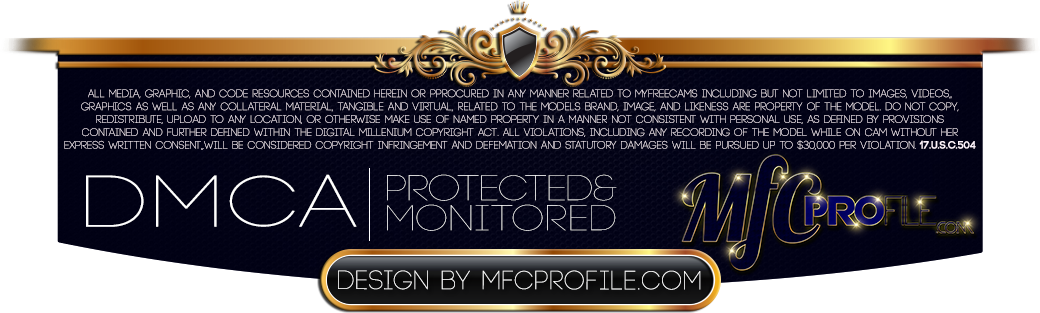 ALL MEDIA, GRAPHIC, AND CODE RESOURCES CONTAINED HEREIN OR PPROCURED IN ANY MANNER RELATED TO MYFREECAMS INCLUDING BUT NOT LIMITED TO IMAGES, VIDEOS,
GRAPHICS AS WELL AS ANY COLLATERAL MATERIAL, TANGIBLE AND VIRTUAL, RELATED TO THE MODELS BRAND, IMAGE, AND LIKENESS ARE PROPERTY OF THE MODEL. DO NOT COPY,
REDISTRIBUTE, UPLOAD TO ANY LOCATION, OR OTHERWISE MAKE USE OF NAMED PROPERTY IN A MANNER NOT CONSISTENT WITH PERSONAL USE, AS DEFINED BY PROVISIONS
CONTAINED AND FURTHER DEFINED WITHIN THE DIGITAL MILLENIUM COPYRIGHT ACT. ALL VIOLATIONS, INCLUDING ANY RECORDING OF THE MODEL WHILE ON CAM WITHOUT HER
EXPRESS WRITTEN CONSENT,WILL BE CONSIDERED COPYRIGHT INFRINGEMENT AND DEFEMATION AND STATUTORY DAMAGES WILL BE PURSUED UP TO $30,000 PER VIOLATION. 17.U.S.C.504
DMCA
PROTECTED&
MONITORED
MfCPROFILE.COM
DESIGN BY MFCPROFILE.COM